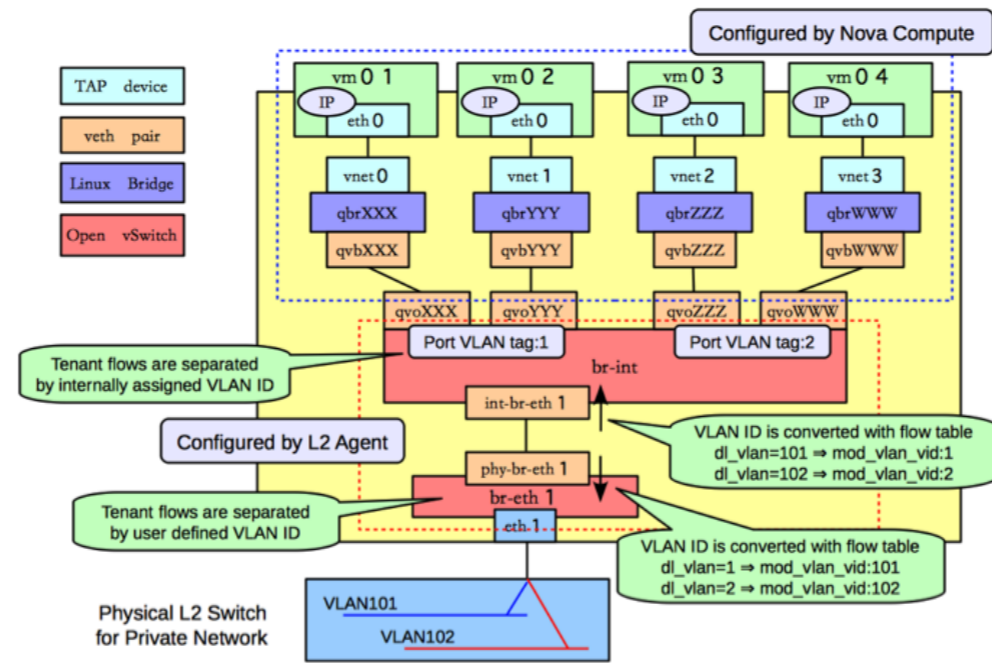 Configured by Nova Compute
TAP device
veth pair
Linux Bridge
Open vSwitch
vm 0 1
vm 0 2
vm 0 3
vm 0 4
IP
IP
IP
IP
eth 0
eth 0
eth 0
eth 0
vnet 0
vnet 1
vnet 2
vnet 3
qbrXXX
qbrYYY
qbrZZZ
qbrWWW
qvbXXX
qvbYYY
qvbZZZ
qvbWWW
qvoXXX
qvoYYY
qvoZZZ
qvoWWW
Port VLAN tag:1
Port VLAN tag:2
br-int
Tenant flows are separated
by internally assigned VLAN ID
int-br-eth 1
Configured by L2 Agent
VLAN ID is converted with flow table
dl_vlan=101 ⇒ mod_vlan_vid:1
dl_vlan=102 ⇒ mod_vlan_vid:2
phy-br-eth 1
br-eth 1
Tenant flows are separated
by user defined VLAN ID
eth 1
VLAN ID is converted with flow table
dl_vlan=1 ⇒ mod_vlan_vid:101
dl_vlan=2 ⇒ mod_vlan_vid:102
Physical L2 Switch
for Private Network
VLAN101
VLAN102